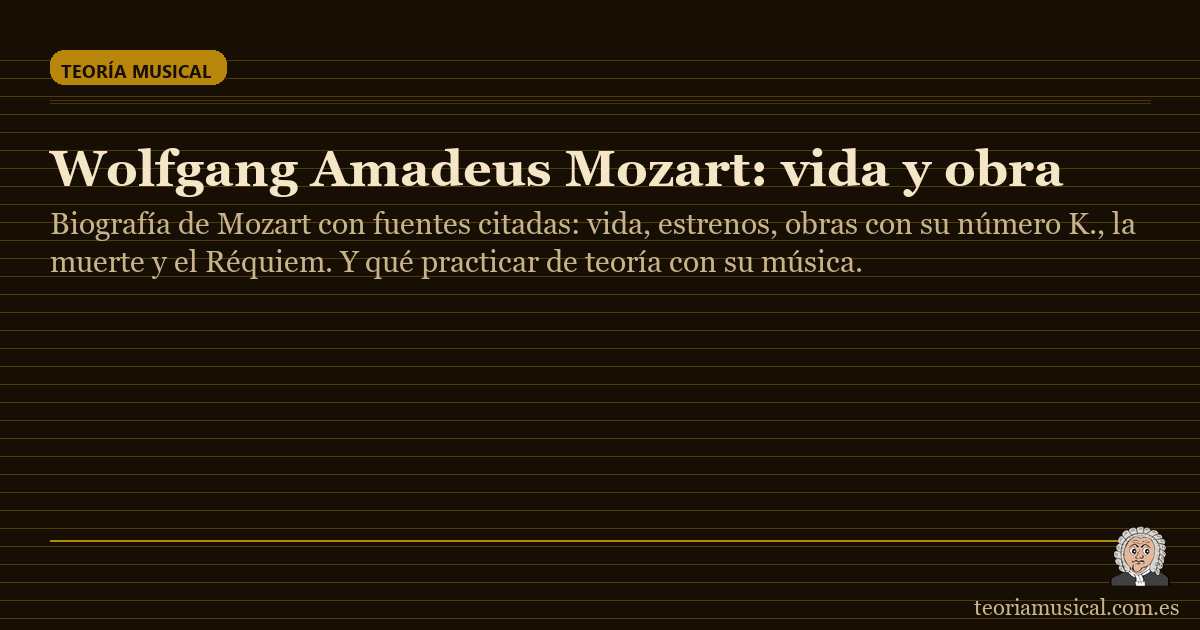 TEORÍA MUSICAL
Wolfgang Amadeus Mozart: vida y obra
Biografía de Mozart con fuentes citadas: vida, estrenos, obras con su número K., la
muerte y el Réquiem. Y qué practicar de teoría con su música.
teoriamusical.com.es